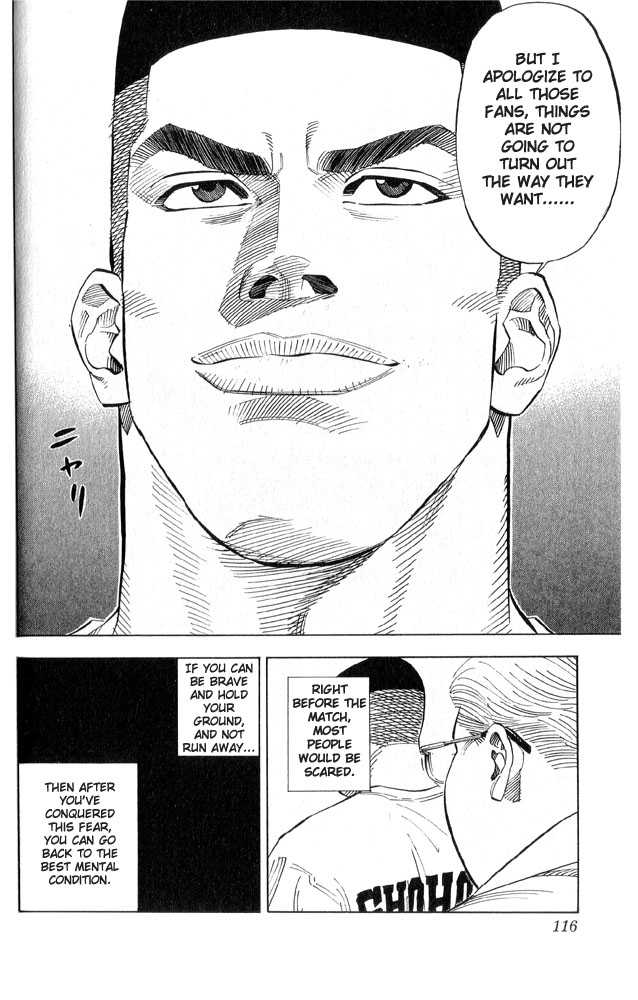 BUT I
APOLOGIZE TO
ALL THOSE
FANS, THINGS
ARE NOT
GOING TO
TURN OUT
THE WAY THEY
WANT......
ニヤリ
RIGHT
BEFORE THE
MATCH,
MOST
PEOPLE
WOULD BE
SCARED.
SHOHO
IF YOU CAN
BE BRAVE
AND HOLD
YOUR
GROUND,
AND NOT
RUN AWAY...
THEN AFTER
YOU'VE
CONQUERED
THIS FEAR,
YOU CAN GO
BACK TO THE
BEST MENTAL
CONDITION.
116